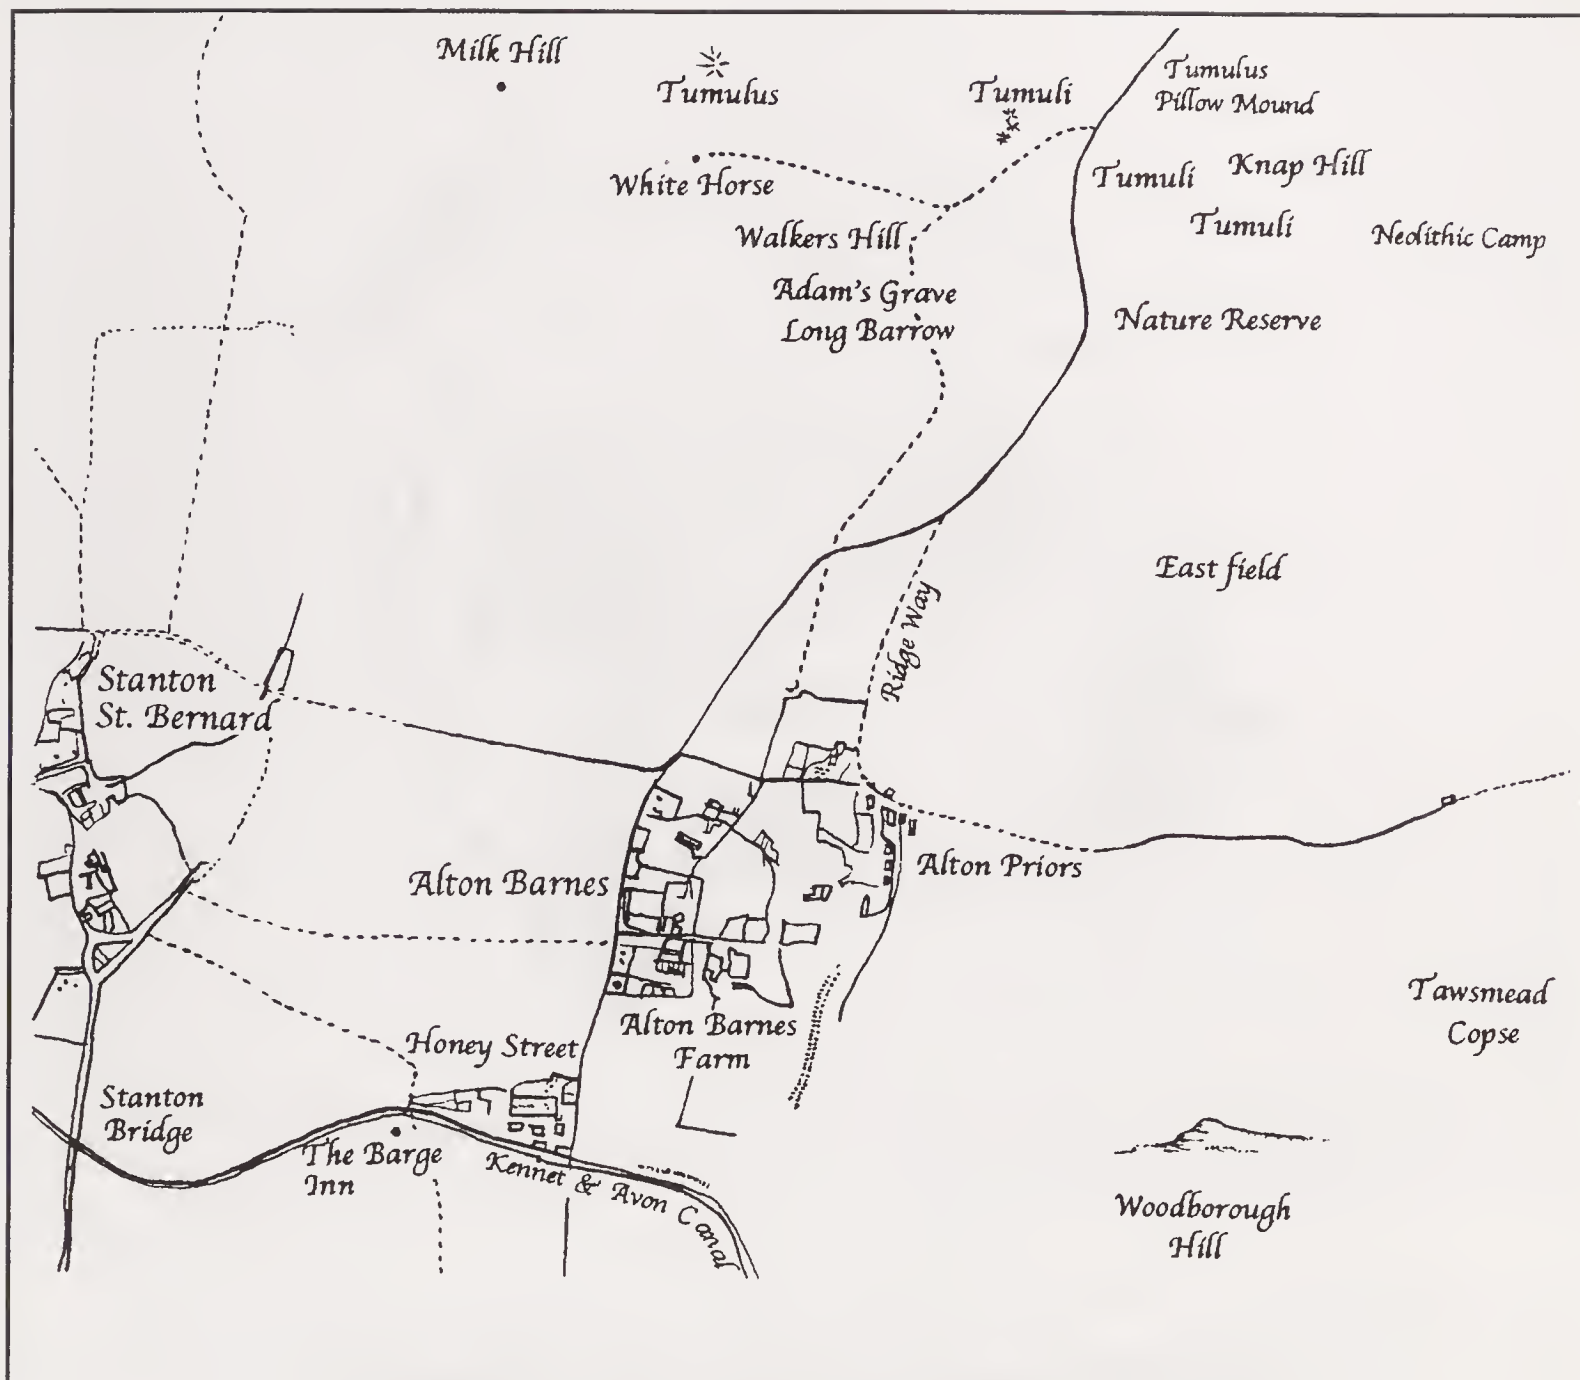 Milk Hill
Tumulus
Tumuli
Tumulus
Pillow Mound
White Horse
Tumuli
Knap Hill
Walkers Hill
Tumuli
Neolithic Camp
Adam's Grave
Long Barrow
Nature Reserve
East field
Ridge Way
Stanton
St. Bernard
Alton Barnes
Alton Priors
Alton Barnes
Farm
Tawsmead
Copse
Honey Street
Stanton
Bridge
The Barge
Inn
Kennet & Avon Canal
Woodborough
Hill